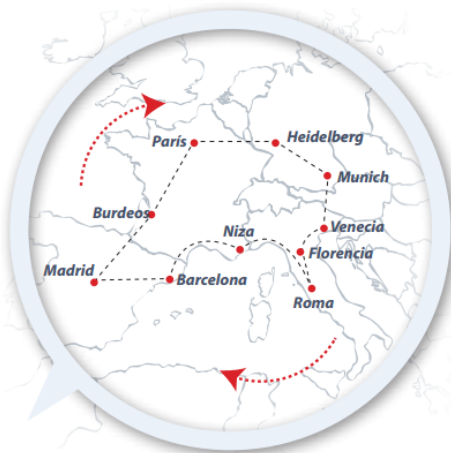 París
Heidelberg
Munich
Burdeos
Venecia
Niza
Florencia
Madrid
Barcelona
Roma